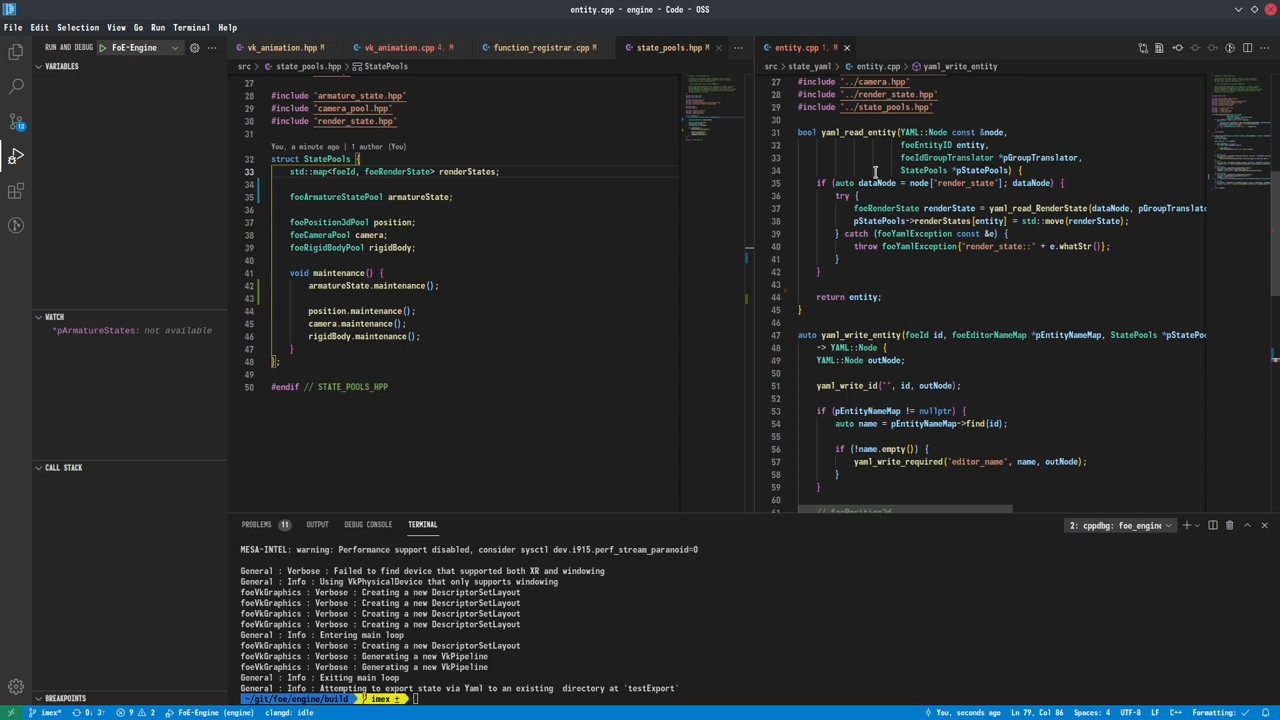 entity.cpp - engine - Code - OSS
File Edit Selection View Go Run Terminal Help
RUN AND DEBUG FoE-Engine
VARIABLES
WATCH
*pArmatureStates: not available
CALL STACK
BREAKPOINTS
13
vk_animation.hpp vk_animation.cpp 4, M function_registrar.cpp M state_pools.hpp M
src > state_pools.hpp > StatePools
27
28 #include "armature_state.hpp"
29 #include "camera_pool.hpp"
30 #include "render_state.hpp"
31
You, a minute ago | 1 author (You)
32 struct StatePools {
33 std::map<foeId, foeRenderState> renderStates;
34
35 foeArmatureStatePool armatureState;
36
37 foePosition3dPool position;
38 foeCameraPool camera;
39 foeRigidBodyPool rigidBody;
40
41 void maintenance() {
42 armatureState.maintenance();
43
44 position.maintenance();
45 camera.maintenance();
46 rigidBody.maintenance();
47 }
48 };
49
50 #endif // STATE_POOLS_HPP
entity.cpp 1, M
src > state_yaml > entity.cpp > yaml_write_entity
27 #include "../camera.hpp"
28 #include "../render_state.hpp"
29 #include "../state_pools.hpp"
30
31 bool yaml_read_entity(YAML::Node const &node,
32 foeEntityID entity,
33 foeIdGroupTranslator *pGroupTranslator,
34 StatePools *pStatePools) {
35 if (auto dataNode = node["render_state"]; dataNode) {
36 try {
37 foeRenderState renderState = yaml_read_RenderState(dataNode, pGroupTranslato
38 pStatePools->renderStates[entity] = std::move(renderState);
39 } catch (foeYamlException const &e) {
40 throw foeYamlException{"render_state::" + e.whatStr()};
41 }
42 }
43
44 return entity;
45 }
46
47 auto yaml_write_entity(foeId id, foeEditorNameMap *pEntityNameMap, StatePools *pStatePoo
48 -> YAML::Node {
49 YAML::Node outNode;
50
51 yaml_write_id("", id, outNode);
52
53 if (pEntityNameMap != nullptr) {
54 auto name = pEntityNameMap->find(id);
55
56 if (!name.empty()) {
57 yaml_write_required("editor_name", name, outNode);
58 }
59 }
60
61 // foePosition3d
PROBLEMS 11 OUTPUT DEBUG CONSOLE TERMINAL 2: cppdbg: foe_engine
MESA-INTEL: warning: Performance support disabled, consider sysctl dev.i915.perf_stream_paranoid=0
General : Verbose : Failed to find device that supported both XR and windowing
General : Info : Using VkPhysicalDevice that only supports windowing
foeVkGraphics : Verbose : Creating a new DescriptorSetLayout
foeVkGraphics : Verbose : Creating a new DescriptorSetLayout
foeVkGraphics : Verbose : Creating a new DescriptorSetLayout
foeVkGraphics : Verbose : Creating a new DescriptorSetLayout
General : Info : Entering main loop
foeVkGraphics : Verbose : Creating a new DescriptorSetLayout
foeVkGraphics : Verbose : Generating a new VkPipeline
foeVkGraphics : Verbose : Generating a new VkPipeline
General : Info : Exiting main loop
General : Info : Attempting to export state via Yaml to an existing directory at 'testExport'
~/git/foe/engine/build imex ±
imex* 0↓ 3↑ 9 2 FoE-Engine (engine) clangd: idle You, seconds ago Ln 79, Col 86 Spaces: 4 UTF-8 LF C++ Formatting: ✓